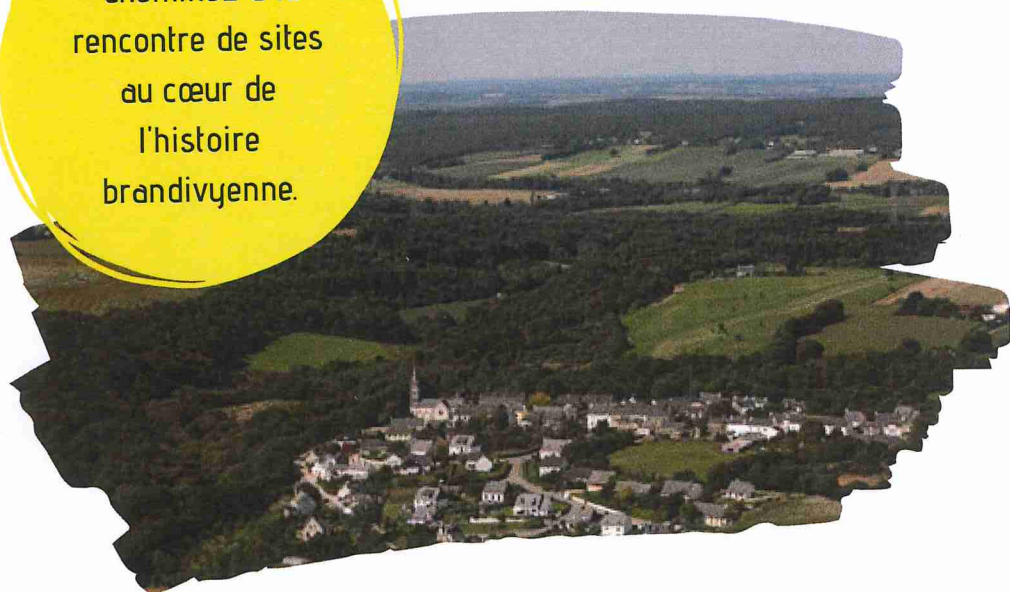 rencontre de sites
au cœur de
l'histoire
brandivyenne.